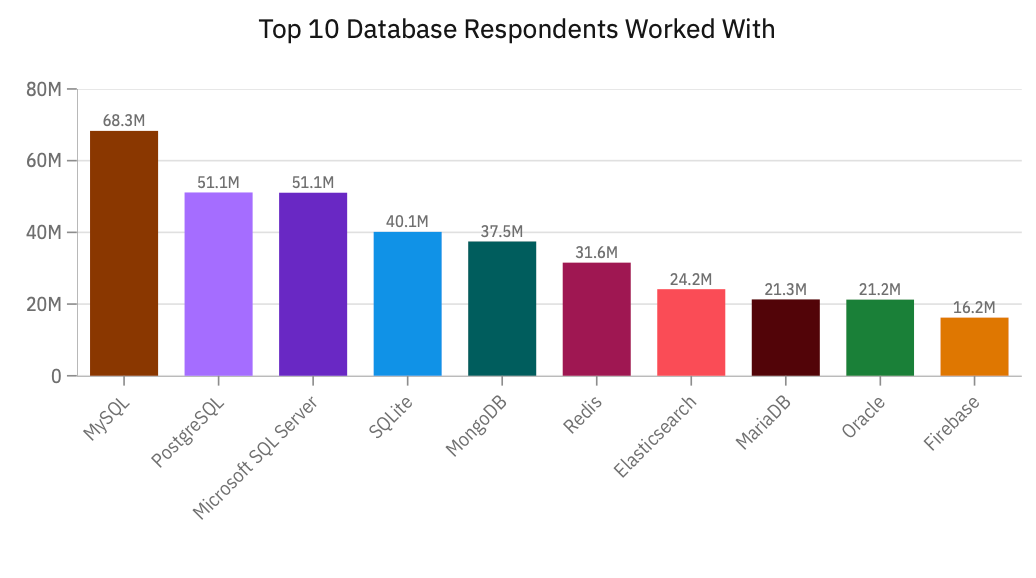 Top 10 Database Respondents Worked With
80M
60M
40M
20M
0
68.3M
51.1M
51.1M
40.1M
37.5M
31.6M
24.2M
21.3M
21.2M
16.2M
MySQL
PostgreSQL
Microsoft SQL Server
SQLite
MongoDB
Redis
Elasticsearch
MariaDB
Oracle
Firebase